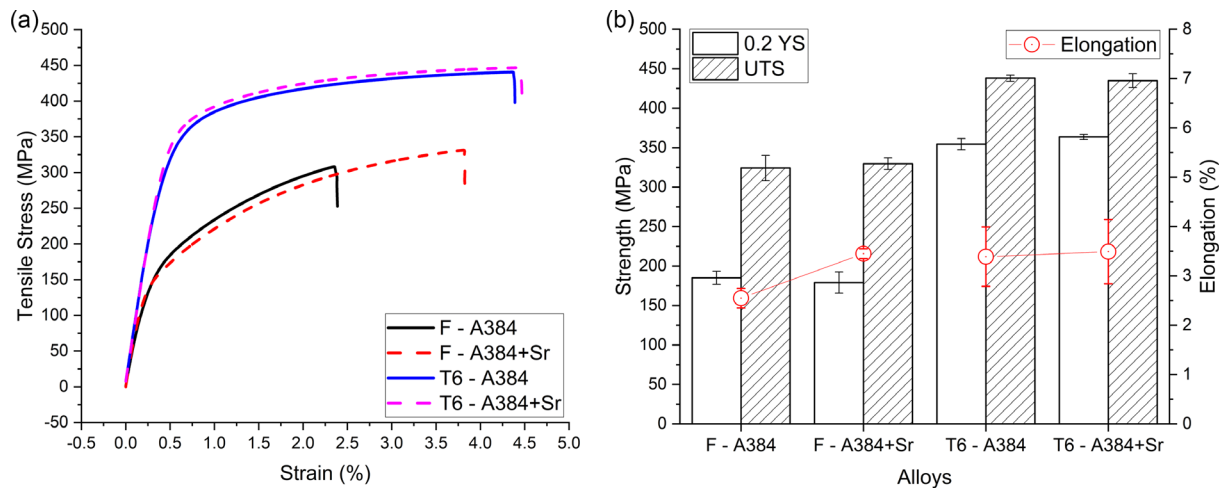 (a)
500
450
400
350
300
250
200
150
100
50
0
-50
Tensile Stress (MPa)
F - A384
F - A384+Sr
T6 - A384
T6 - A384+Sr
-0.5 0.0 0.5 1.0 1.5 2.0 2.5 3.0 3.5 4.0 4.5 5.0
Strain (%)
(b)
500
450
400
350
300
250
200
150
100
50
0
Strength (MPa)
0.2 YS
UTS
Elongation
8
7
6
5
4
3
2
1
0
Elongation (%)
F - A384 F - A384+Sr T6 - A384 T6 - A384+Sr
Alloys